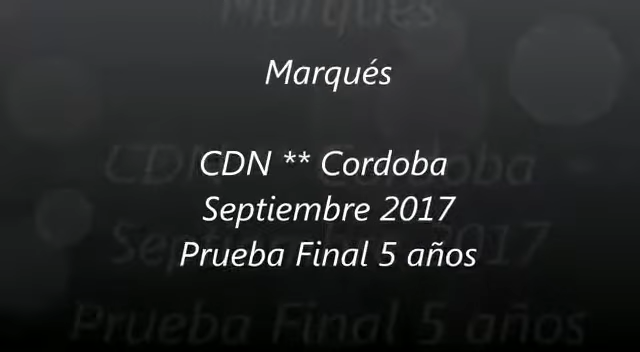 Marqués
CDN ** Cordoba
Septiembre 2017
Prueba Final 5 años